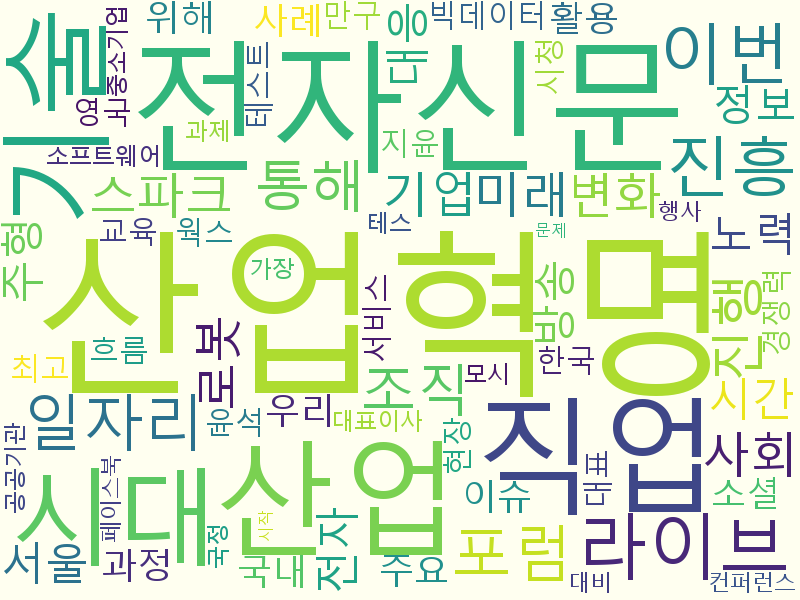 기술
중소기업
영국
위해
테스트
사례
만구
대응
빅데이터
활용
시청
이번
정보
전자신문
과제
지윤
소프트웨어
스파크
통해
기업
미래
변화
진흥
행사
노력
주형
교육
웍스
테스
문제
산업혁명
가장
서비스
방송
진행
경쟁력
로봇
흐름
최고
조직
모시
한국
시간
일자리
윤석
우리
대표이사
직업
사회
공공기관
시대
페이스북
산업
현장
이슈
대표
소셜
서울
과정
국정
시작
국내
전자
주요
포럼
라이브
대비
컨퍼런스